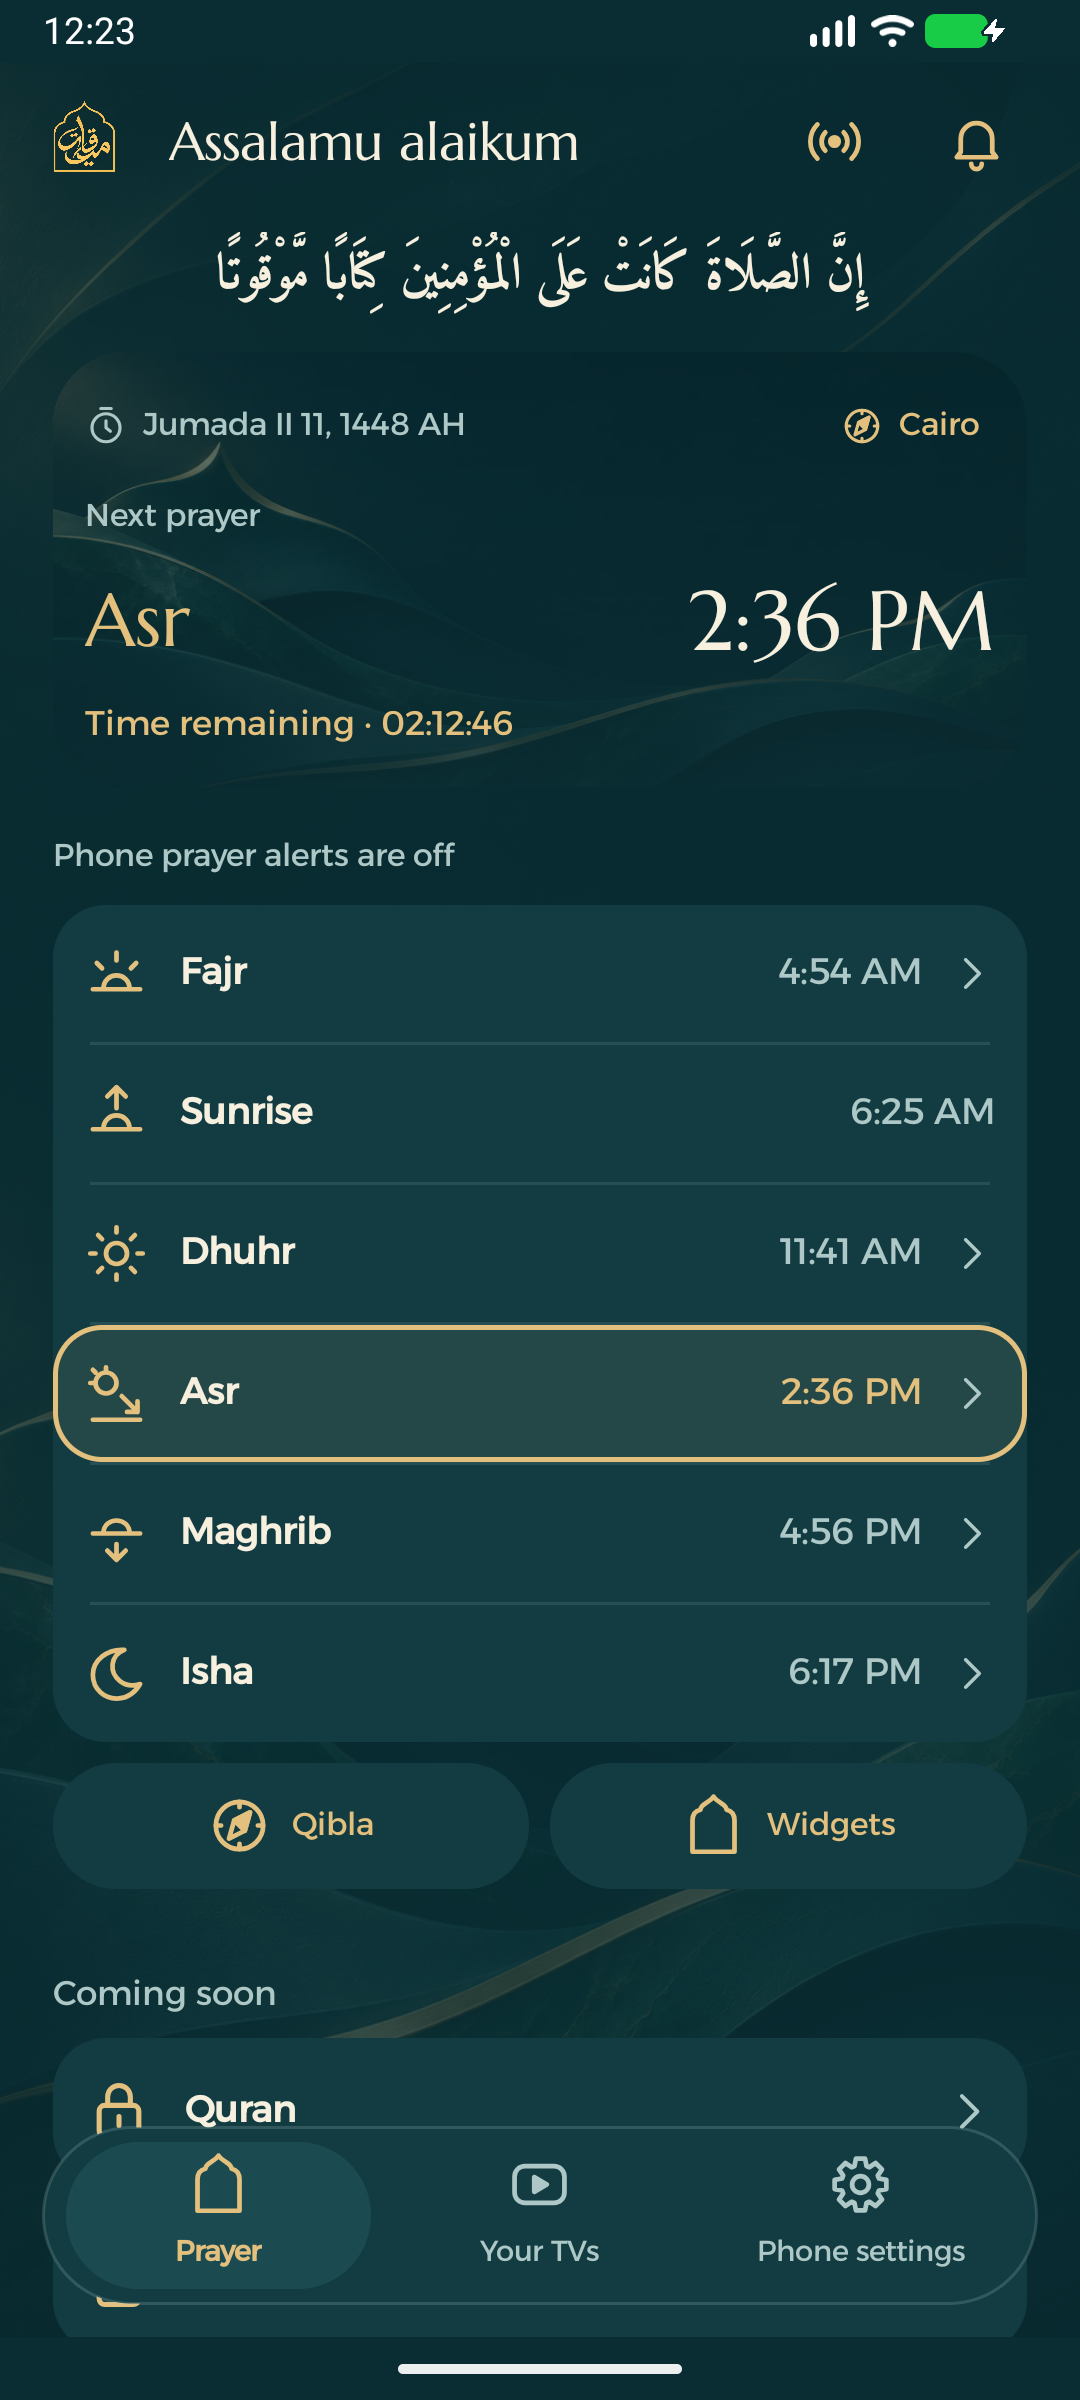 12:23
Assalamu alaikum
إِنَّ الصَّلَاةَ كَانَتْ عَلَى الْمُؤْمِنِينَ كِتَابًا مَّوْقُوتًا
Jumada II 11, 1448 AH
Cairo
Next prayer
Asr
2:36 PM
Time remaining · 02:12:46
Phone prayer alerts are off
Fajr
4:54 AM
Sunrise
6:25 AM
Dhuhr
11:41 AM
Asr
2:36 PM
Maghrib
4:56 PM
Isha
6:17 PM
Qibla
Widgets
Coming soon
Quran
Prayer
Your TVs
Phone settings